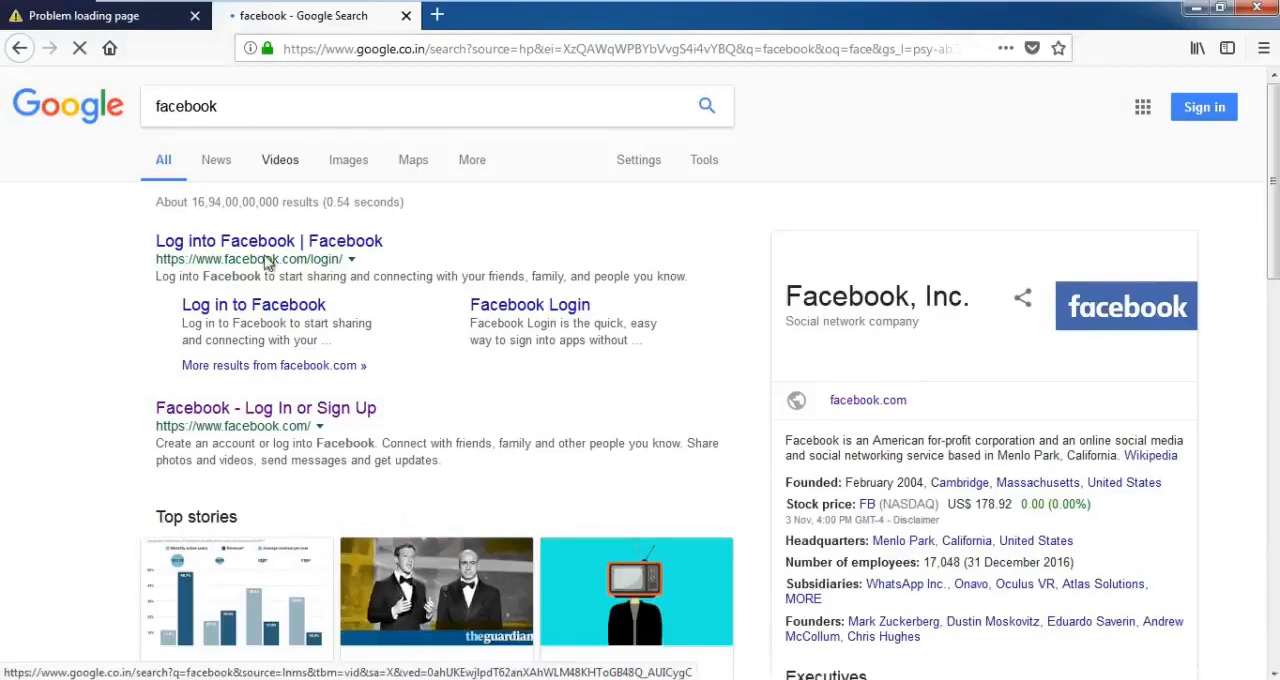 Problem loading page
facebook - Google Search
https://www.google.co.in/search?source=hp&ei=XzQAWqWPBYbVvgS4i4vYBQ&q=facebook&oq=face&gs_l=psy-ab
Google
facebook
Sign in
All News Videos Images Maps More Settings Tools
About 16,94,00,00,000 results (0.54 seconds)
Log into Facebook | Facebook
https://www.facebook.com/login/
Log into Facebook to start sharing and connecting with your friends, family, and people you know.
Log in to Facebook
Log in to Facebook to start sharing
and connecting with your ...
Facebook Login
Facebook Login is the quick, easy
way to sign into apps without ...
More results from facebook.com »
Facebook - Log In or Sign Up
https://www.facebook.com/
Create an account or log into Facebook. Connect with friends, family and other people you know. Share
photos and videos, send messages and get updates.
Top stories
theguardian
Facebook, Inc.
Social network company
facebook
facebook.com
Facebook is an American for-profit corporation and an online social media
and social networking service based in Menlo Park, California. Wikipedia
Founded: February 2004, Cambridge, Massachusetts, United States
Stock price: FB (NASDAQ) US$ 178.92 0.00 (0.00%)
3 Nov, 4:00 PM GMT-4 - Disclaimer
Headquarters: Menlo Park, California, United States
Number of employees: 17,048 (31 December 2016)
Subsidiaries: WhatsApp Inc., Onavo, Oculus VR, Atlas Solutions,
MORE
Founders: Mark Zuckerberg, Dustin Moskovitz, Eduardo Saverin, Andrew
McCollum, Chris Hughes
Executives